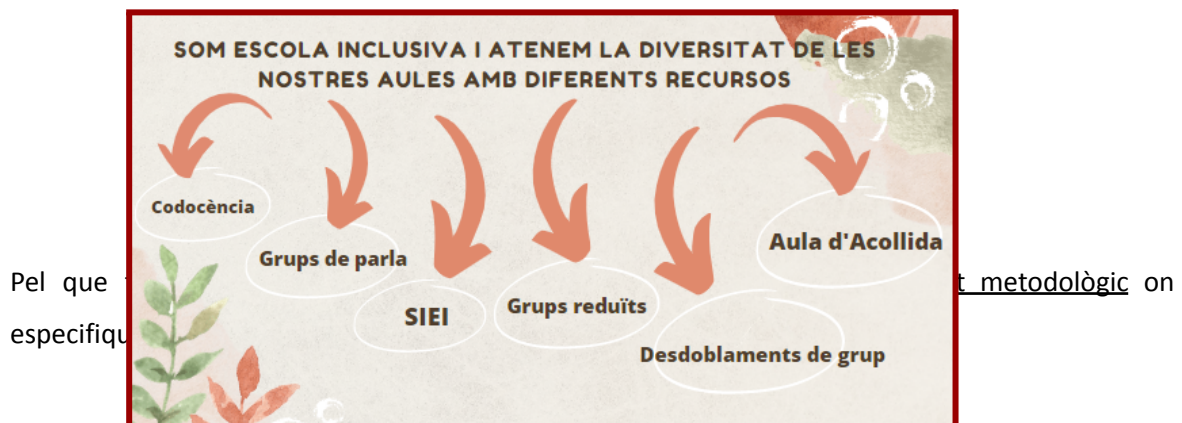 SOM ESCOLA INCLUSIVA I ATENEM LA DIVERSITAT DE LES
NOSTRES AULES AMB DIFERENTS RECURSOS
Codocència
Grups de parla
SIEI
Grups reduïts
Desdoblaments de grup
Aula d'Acollida
Pel que
metodològic on